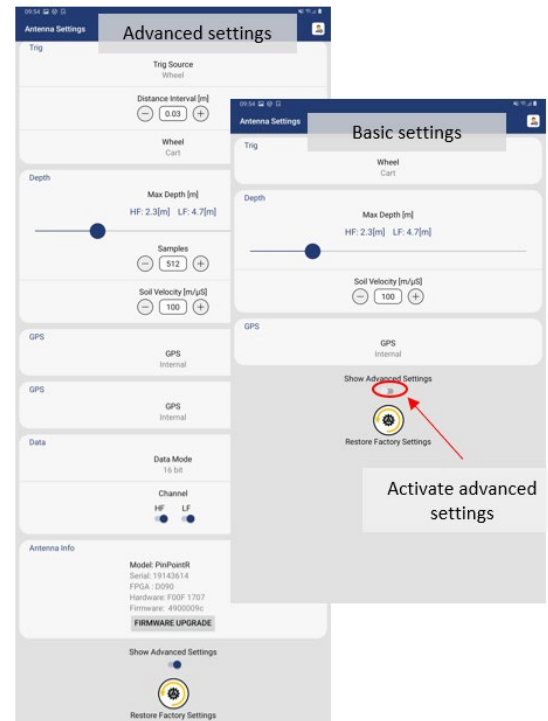 09:54
Antenna Settings
Advanced settings
Trig
Trig Source
Wheel
Distance Interval [m]
0.03
Wheel
Cart
Depth
Max Depth [m]
HF: 2.3[m] LF: 4.7[m]
Samples
512
Soil Velocity [m/µS]
100
GPS
GPS
Internal
GPS
GPS
Internal
Data
Data Mode
16 bit
Channel
HF LF
Antenna Info
Model: PinPointR
Serial: 19143614
FPGA : D090
Hardware: F00F 1707
Firmware: 4900009c
FIRMWARE UPGRADE
Show Advanced Settings
Restore Factory Settings
09:54
Antenna Settings
Basic settings
Trig
Wheel
Cart
Depth
Max Depth [m]
HF: 2.3[m] LF: 4.7[m]
Soil Velocity [m/µS]
100
GPS
GPS
Internal
Show Advanced Settings
Restore Factory Settings
Activate advanced
settings